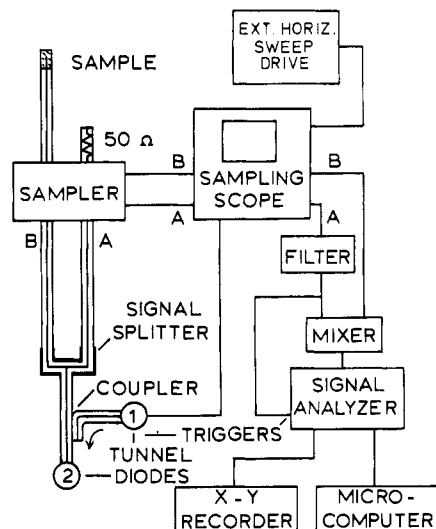 EXT. HORIZ.
SWEEP
DRIVE
SAMPLE
50 Ω
B
B
SAMPLER
SAMPLING
SCOPE
A
A
B
A
FILTER
SIGNAL
SPLITTER
MIXER
COUPLER
SIGNAL
ANALYZER
1
TRIGGERS
TUNNEL
DIODES
2
X-Y
RECORDER
MICRO-
COMPUTER